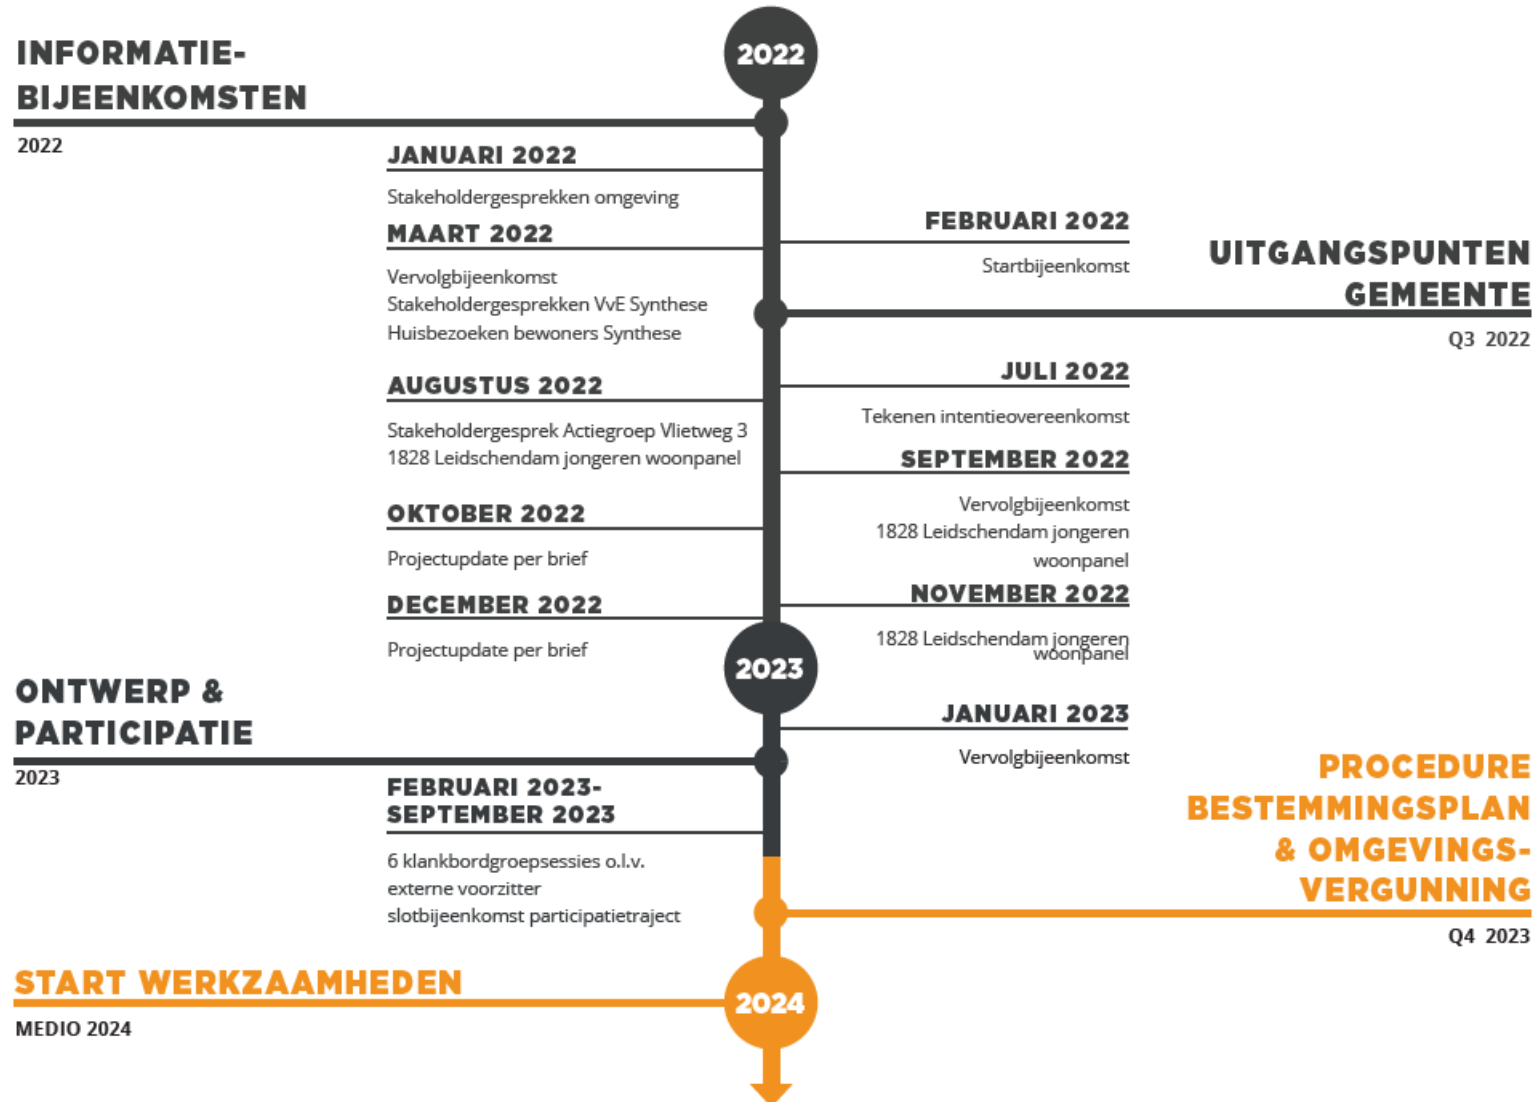 2022
INFORMATIE-
BIJEENKOMSTEN
2022
JANUARI 2022
Stakeholdergesprekken omgeving
FEBRUARI 2022
Startbijeenkomst
MAART 2022
Vervolgbijeenkomst
Stakeholdergesprekken VvE Synthese
Huisbezoeken bewoners Synthese
UITGANGSPUNTEN
GEMEENTE
Q3 2022
JULI 2022
Tekenen intentieovereenkomst
AUGUSTUS 2022
Stakeholdergesprek Actiegroep Vlietweg 3
1828 Leidschendam jongeren woonpanel
SEPTEMBER 2022
Vervolgbijeenkomst
1828 Leidschendam jongeren
woonpanel
OKTOBER 2022
Projectupdate per brief
NOVEMBER 2022
1828 Leidschendam jongeren
woonpanel
DECEMBER 2022
Projectupdate per brief
2023
JANUARI 2023
Vervolgbijeenkomst
ONTWERP &
PARTICIPATIE
2023
FEBRUARI 2023-
SEPTEMBER 2023
6 klankbordgroepsessies o.l.v.
externe voorzitter
slotbijeenkomst participatietraject
PROCEDURE
BESTEMMINGSPLAN
& OMGEVINGS-
VERGUNNING
Q4 2023
START WERKZAAMHEDEN
MEDIO 2024
2024